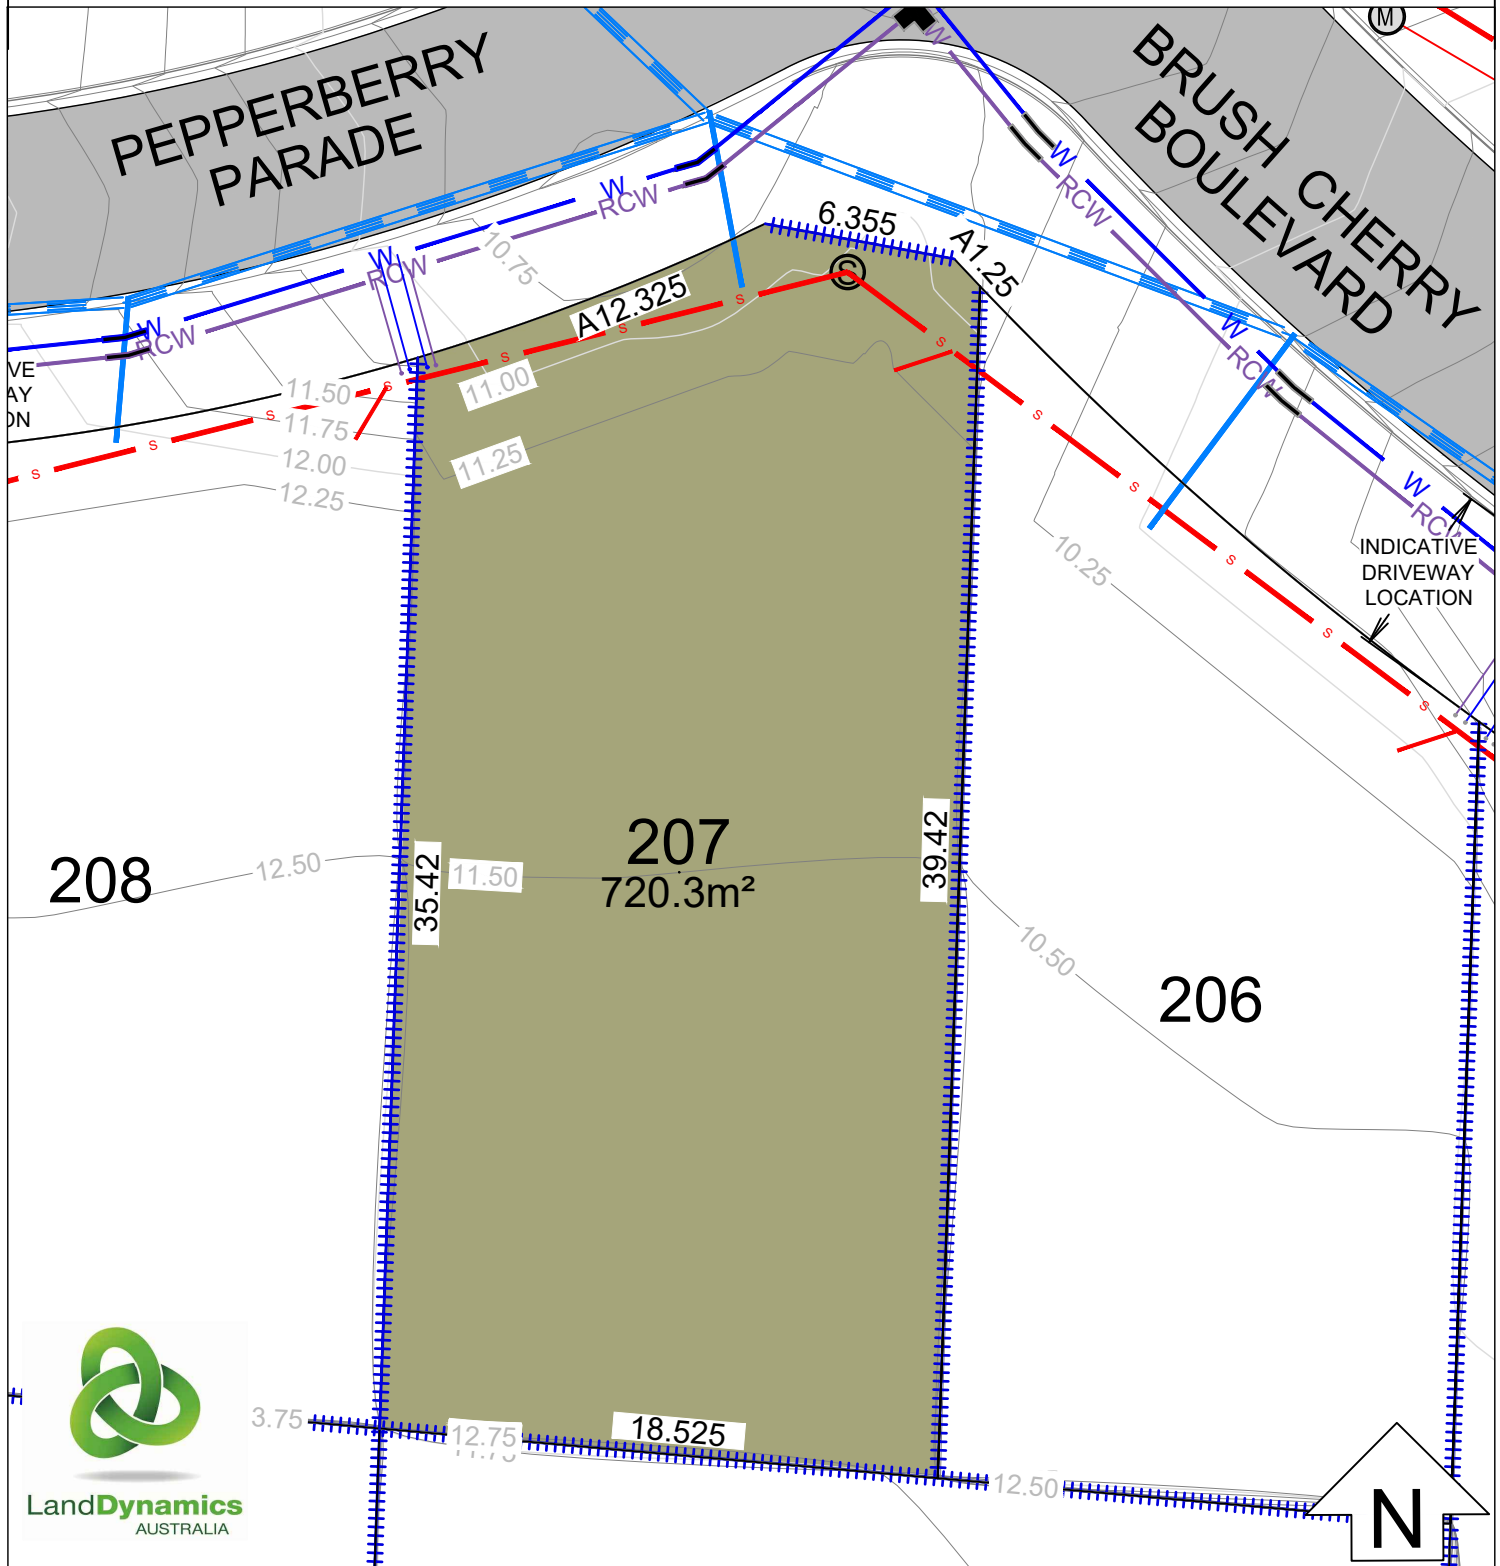 PEPPERBERRY
PARADE
BRUSH CHERRY
BOULEVARD
M
W
W
RCW
W
RCW
W
RCW
W
RCW
W
RCW
W
6.355
A1.25
10.75
A12.325
S
s
s
s
s
s
s
s
s
s
s
s
s
s
VE
AY
ON
11.50
11.75
12.00
12.25
11.00
11.25
10.25
INDICATIVE
DRIVEWAY
LOCATION
207
720.3m²
208
12.50
35.42
11.50
39.42
10.50
206
3.75
12.75
18.525
12.50
LandDynamics
AUSTRALIA
N